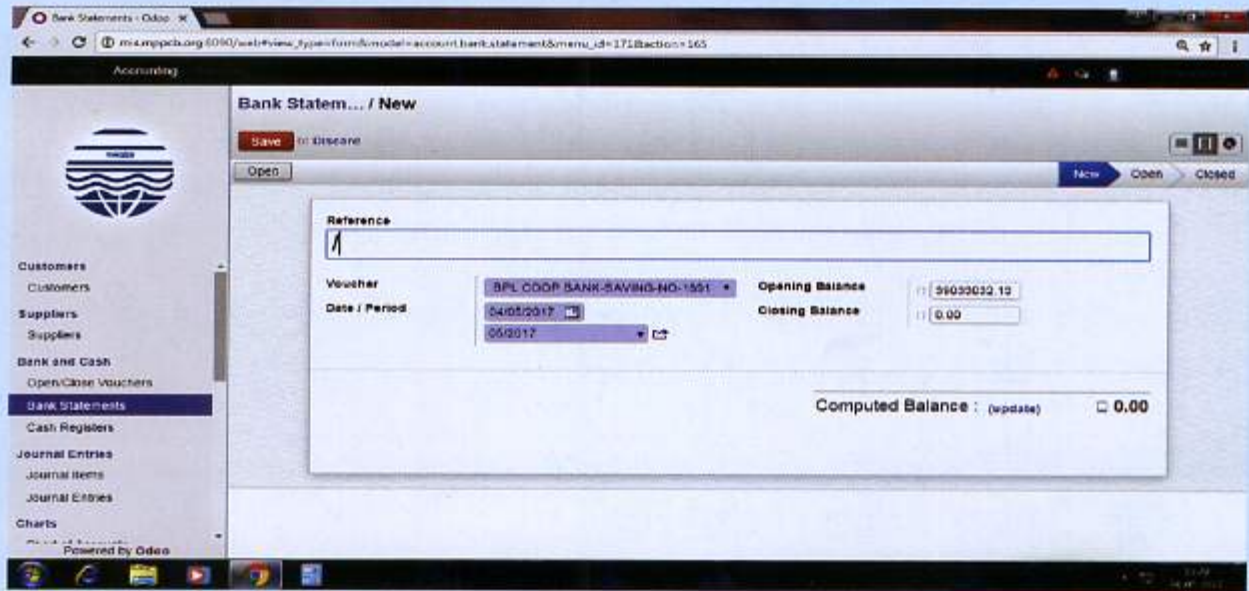 Bank Statements - Odoo
Accounting
Bank Statem... / New
Save or Discard
Open
New Open Closed
Reference
/
Voucher BPL COOP BANK-SAVING-NO-1551
Opening Balance
Date / Period 04/05/2017
Closing Balance 0.00
05/2017
Computed Balance : (update) 0.00
Customers
Customers
Suppliers
Suppliers
Bank and Cash
Open/Close Vouchers
Bank Statements
Cash Registers
Journal Entries
Journal Items
Journal Entries
Charts
Powered by Odoo